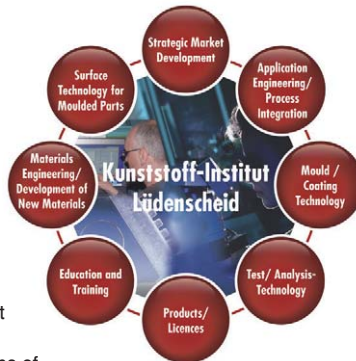 Strategic Market
Development
Application
Engineering/
Process
Integration
Mould /
Coating
Technology
Test/ Analysis-
Technology
Products/
Licences
Education and
Training
Materials
Engineering/
Development of
New Materials
Surface
Technology for
Moulded Parts
Kunststoff-Institut
Lüdenscheid